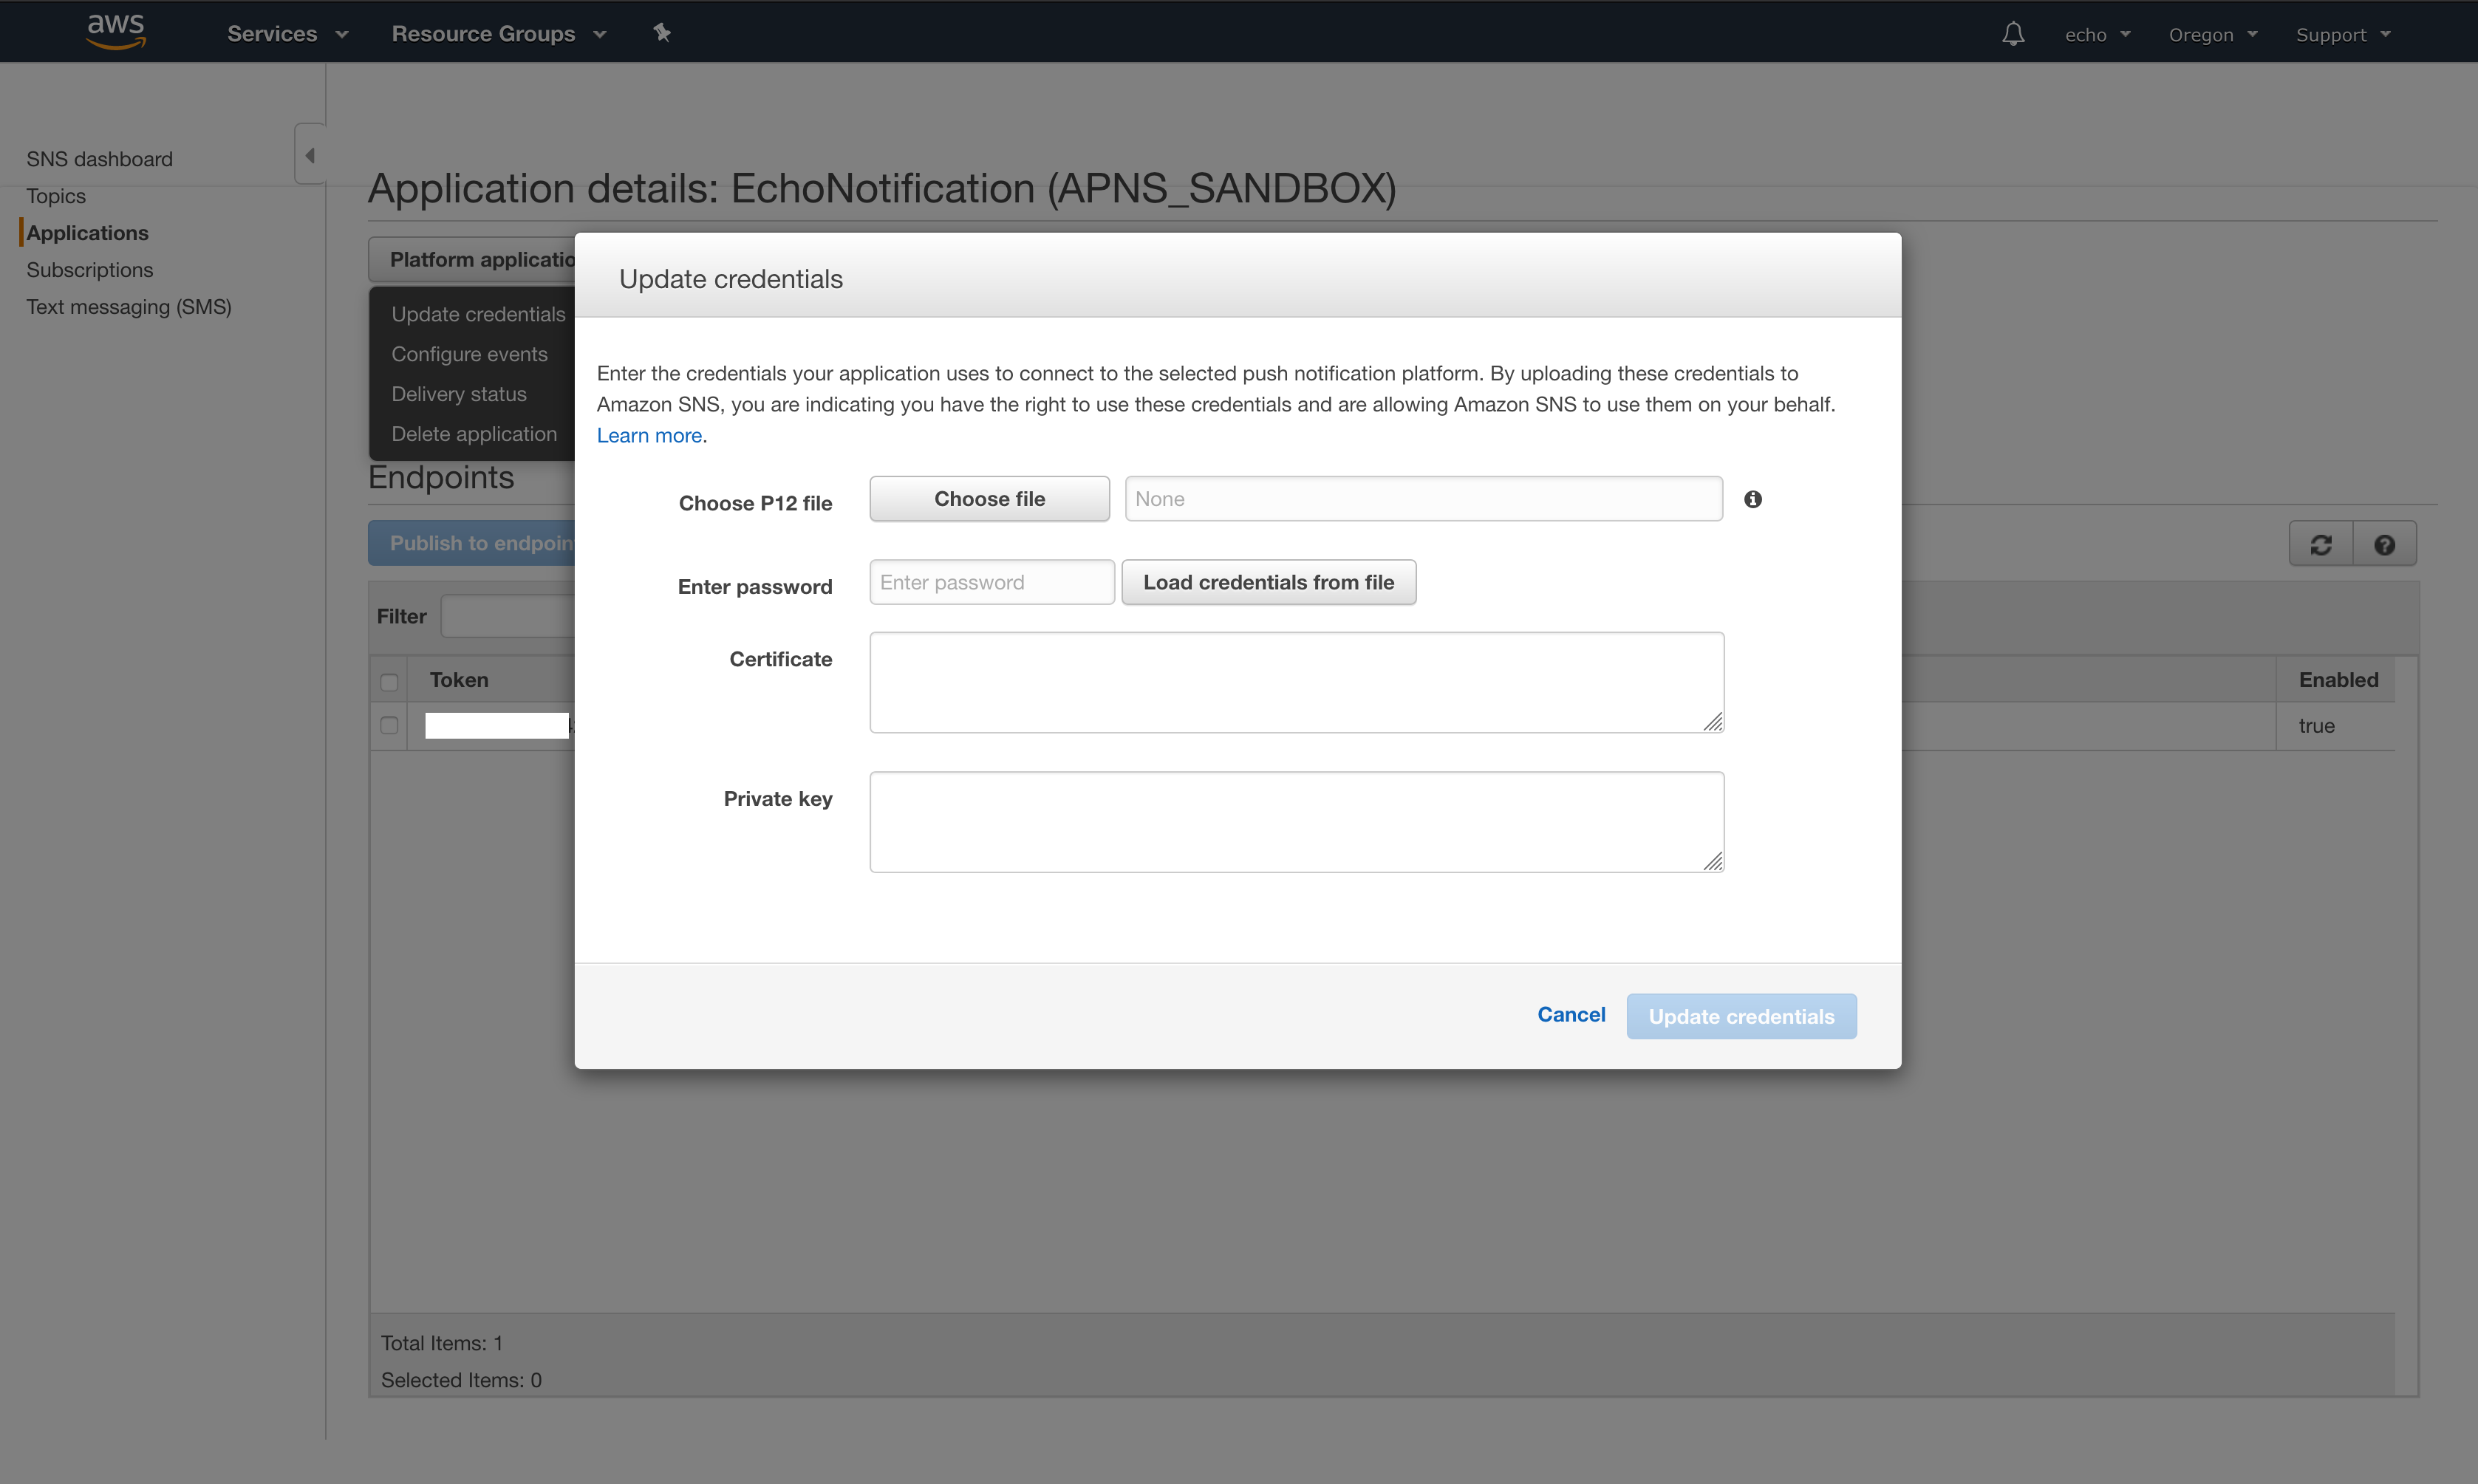 aws
Services
Resource Groups
echo
Oregon
Support
SNS dashboard
Topics
Applications
Subscriptions
Text messaging (SMS)
Application details: EchoNotification (APNS_SANDBOX)
Platform applicatio
Update credentials
Configure events
Delivery status
Delete application
Endpoints
Publish to endpoin
Filter
Token
Enabled
true
Total Items: 1
Selected Items: 0
Update credentials
Enter the credentials your application uses to connect to the selected push notification platform. By uploading these credentials to
Amazon SNS, you are indicating you have the right to use these credentials and are allowing Amazon SNS to use them on your behalf.
Learn more.
Choose P12 file
Choose file
None
Enter password
Enter password
Load credentials from file
Certificate
Private key
Cancel
Update credentials